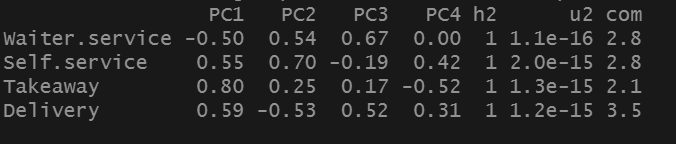 PC1 PC2 PC3 PC4 h2 u2 com
Waiter.service -0.50 0.54 0.67 0.00 1 1.1e-16 2.8
Self.service 0.55 0.70 -0.19 0.42 1 2.0e-15 2.8
Takeaway 0.80 0.25 0.17 -0.52 1 1.3e-15 2.1
Delivery 0.59 -0.53 0.52 0.31 1 1.2e-15 3.5